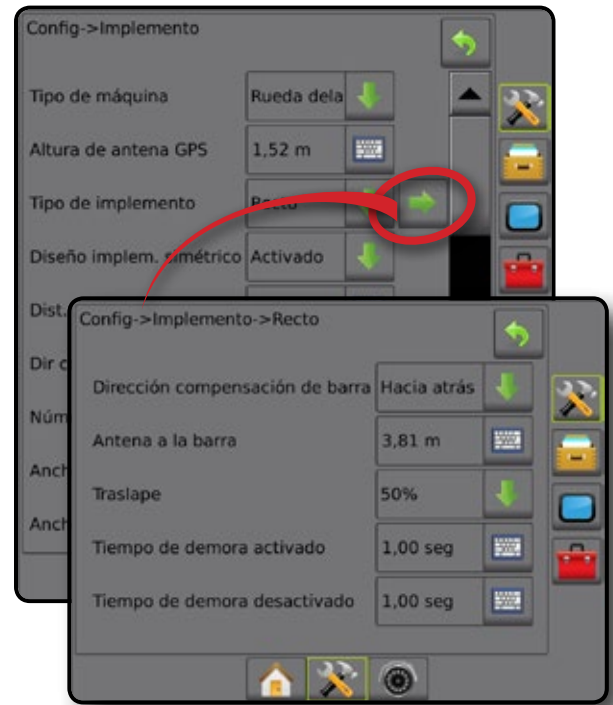 Config->Implemento
Tipo de máquina Rueda dela
Altura de antena GPS 1,52 m
Tipo de implemento Recto
Diseño implem. simétrico Activado
Dist.
Dir c
Núm
Anch
Anch
Config->Implemento->Recto
Dirección compensación de barra Hacia atrás
Antena a la barra 3,81 m
Traslape 50%
Tiempo de demora activado 1,00 seg
Tiempo de demora desactivado 1,00 seg